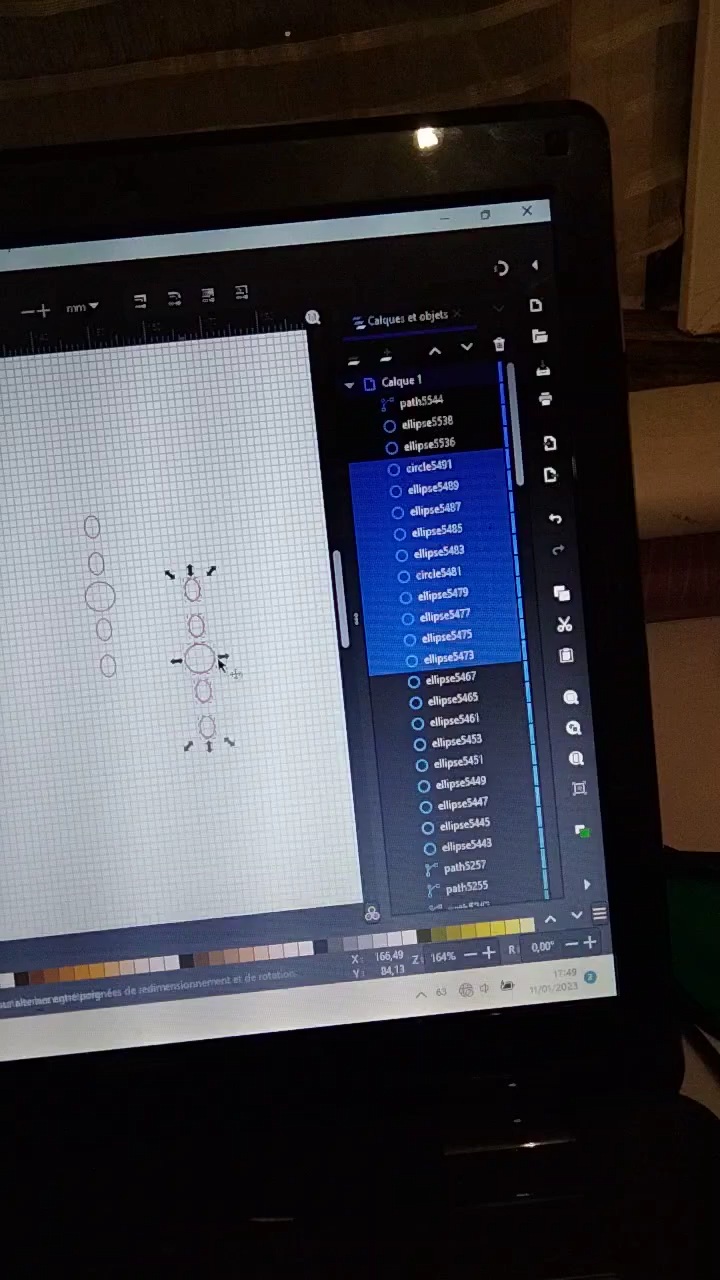 mm
Calques et objets
Calque 1
path5544
ellipse5538
ellipse5536
circle5491
ellipse5489
ellipse5487
ellipse5485
ellipse5483
circle5481
ellipse5479
ellipse5477
ellipse5475
ellipse5473
ellipse5467
ellipse5465
ellipse5461
ellipse5453
ellipse5451
ellipse5449
ellipse5447
ellipse5445
ellipse5443
path5257
path5255
X: 166,49 Z: 164% R: 0,00°
Y: 84,13
de redimensionnement et de rotation.
63 17:49
11/01/2023 2